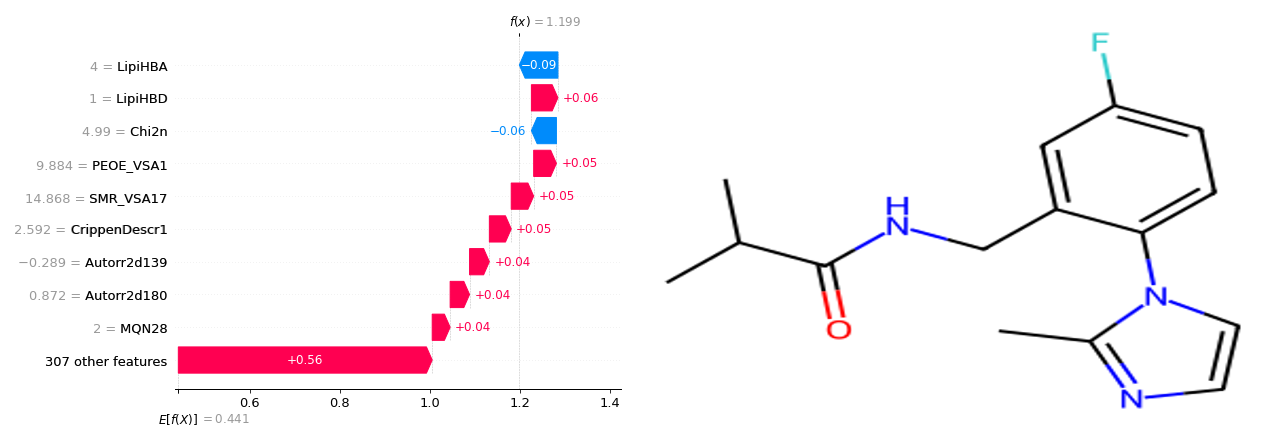 f(x) = 1.199
4 = LipiHBA
−0.09
1 = LipiHBD
+0.06
4.99 = Chi2n
−0.06
9.884 = PEOE_VSA1
+0.05
14.868 = SMR_VSA17
+0.05
2.592 = CrippenDescr1
+0.05
−0.289 = Autorr2d139
+0.04
0.872 = Autorr2d180
+0.04
2 = MQN28
+0.04
307 other features
+0.56
0.6 0.8 1.0 1.2 1.4
E[f(X)] = 0.441
F
H
N
O
N
N